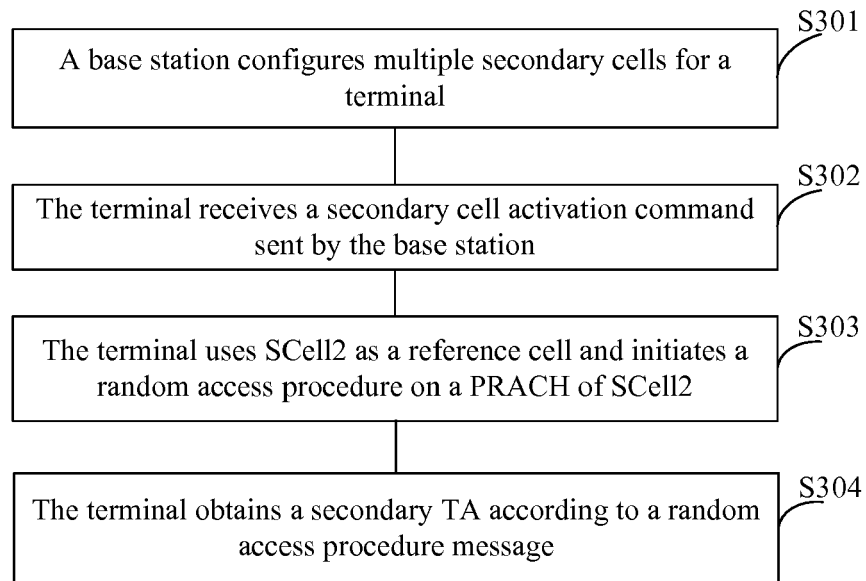 S301
A base station configures multiple secondary cells for a
terminal
S302
The terminal receives a secondary cell activation command
sent by the base station
S303
The terminal uses SCell2 as a reference cell and initiates a
random access procedure on a PRACH of SCell2
S304
The terminal obtains a secondary TA according to a random
access procedure message